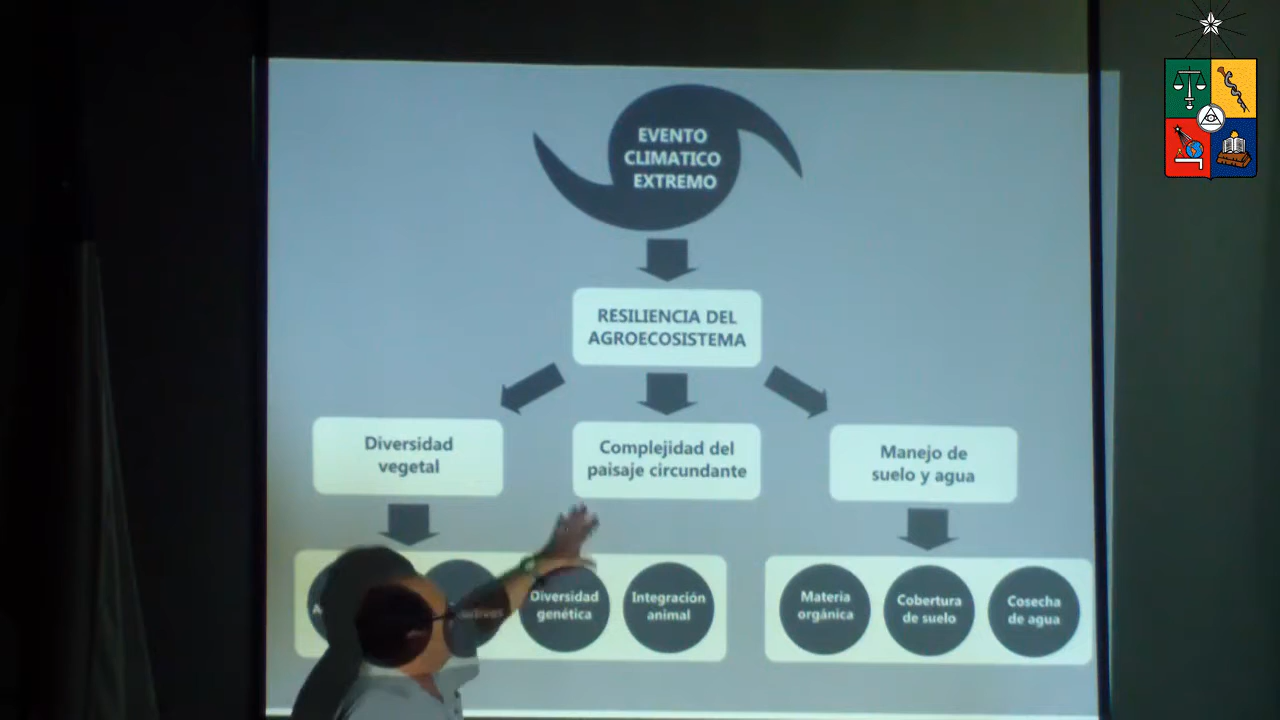 EVENTO
CLIMATICO
EXTREMO
RESILIENCIA DEL
AGROECOSISTEMA
Diversidad
vegetal
Complejidad del
paisaje circundante
Manejo de
suelo y agua
Diversidad
genética
Integración
animal
Materia
orgánica
Cobertura
de suelo
Cosecha
de agua